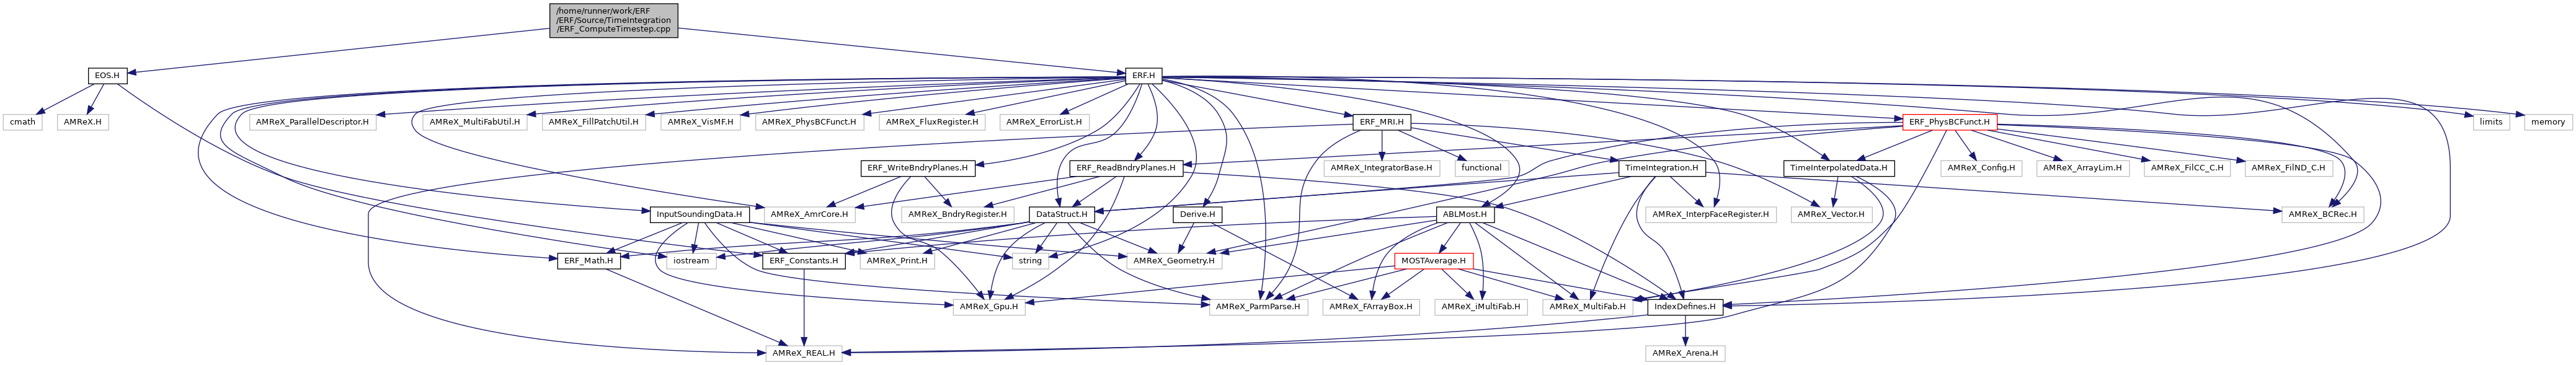 /home/runner/work/ERF
/ERF/Source/TimeIntegration
/ERF_ComputeTimestep.cpp
EOS.H
ERF.H
cmath
AMReX.H
AMReX_ParallelDescriptor.H
AMReX_MultiFabUtil.H
AMReX_FillPatchUtil.H
AMReX_VisMF.H
AMReX_PhysBCFunct.H
AMReX_FluxRegister.H
AMReX_ErrorList.H
ERF_MRI.H
ERF_PhysBCFunct.H
limits
memory
ERF_WriteBndryPlanes.H
ERF_ReadBndryPlanes.H
AMReX_IntegratorBase.H
functional
TimeIntegration.H
TimeInterpolatedData.H
AMReX_Config.H
AMReX_ArrayLim.H
AMReX_FilCC_C.H
AMReX_FilND_C.H
InputSoundingData.H
AMReX_AmrCore.H
AMReX_BndryRegister.H
DataStruct.H
Derive.H
ABLMost.H
AMReX_InterpFaceRegister.H
AMReX_Vector.H
AMReX_BCRec.H
ERF_Math.H
iostream
ERF_Constants.H
AMReX_Print.H
string
AMReX_Geometry.H
MOSTAverage.H
AMReX_Gpu.H
AMReX_ParmParse.H
AMReX_FArrayBox.H
AMReX_iMultiFab.H
AMReX_MultiFab.H
IndexDefines.H
AMReX_REAL.H
AMReX_Arena.H